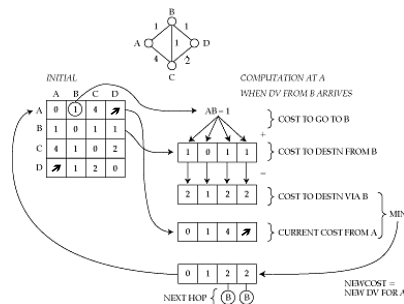 B
1 1
A 1 D
4 2
C
INITIAL
COMPUTATION AT A
WHEN DV FROM B ARRIVES
A B C D
A 0 1 4
B 1 0 1 1
C 4 1 0 2
D 1 2 0
AB = 1
COST TO GO TO B
+
1 0 1 1
COST TO DESTN FROM B
=
2 1 2 2
COST TO DESTN VIA B
MIN
0 1 4
CURRENT COST FROM A
0 1 2 2
NEWCOST =
NEW DV FOR A
NEXT HOP B B